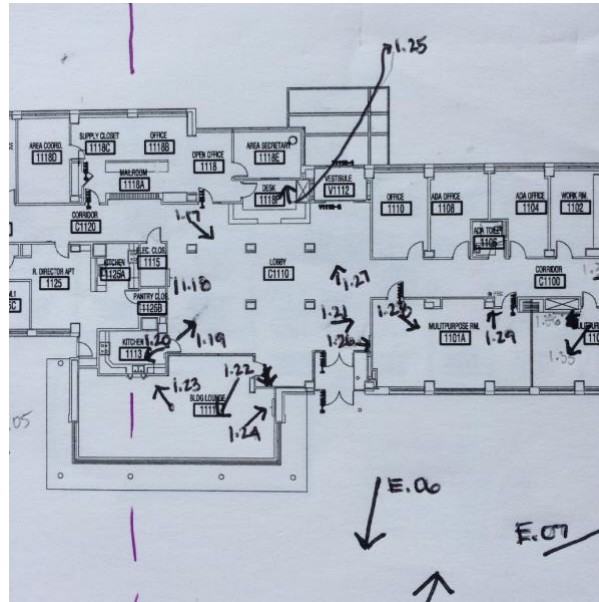 1.25
AREA COORD.
1118D
SUPPLY CLOSET
1118C
OFFICE
1118B
MAILROOM
1118A
OPEN OFFICE
1118
AREA SECRETARY
1118E
DESK
1118F
VESTIBULE
V1112
OFFICE
1110
ADA OFFICE
1108
ADA TOILET
1106
ADA OFFICE
1104
WORK RM.
1102
CORRIDOR
C1120
1.17
R. DIRECTOR APT
1125
KITCHEN
1125A
ELEC. CLOS.
1115
1.18
PANTRY CLOS
1125B
LOBBY
C1110
1.27
CORRIDOR
C1100
1.21
1.26
1.28
MULITPURPOSE RM.
1101A
1.29
1.35
KITCHEN
1113
1.20
1.19
1.23
1.22
BLDG LOUNGE
1111
1.24
E.06
E.07